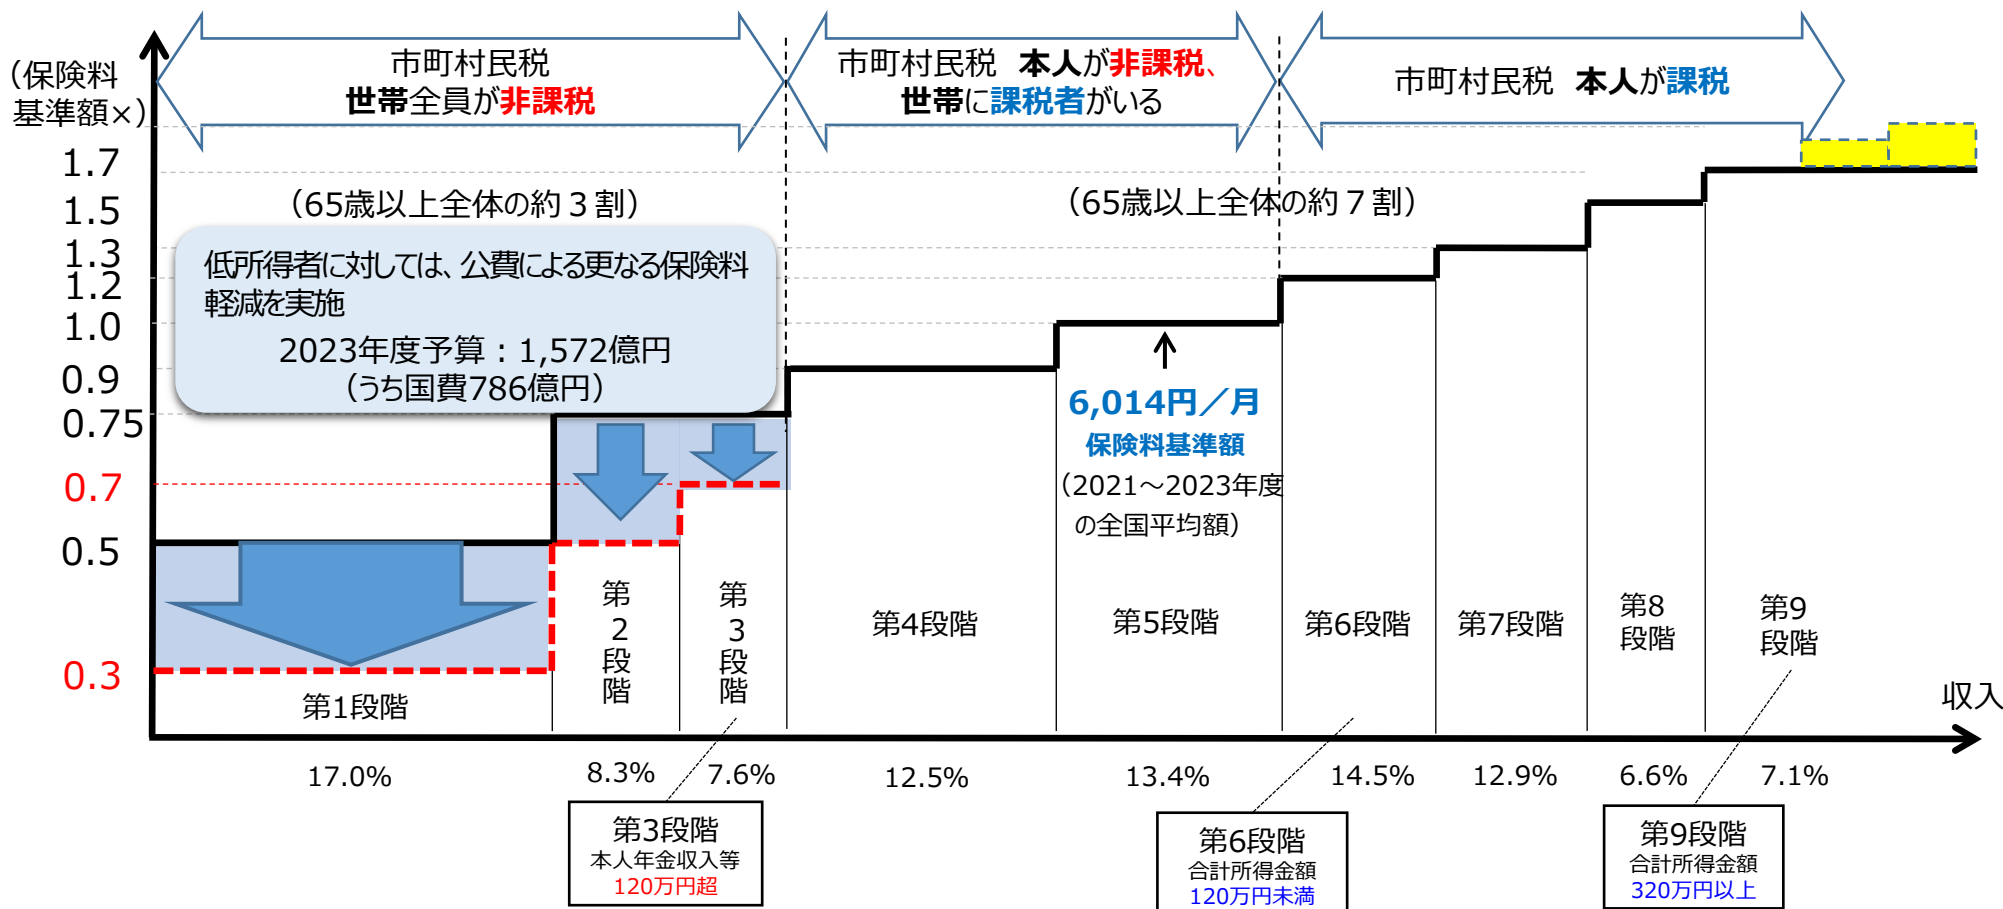 市町村民税
世帯全員が非課税
市町村民税　本人が非課税、
世帯に課税者がいる
市町村民税　本人が課税
（保険料
基準額×）
1.7
1.5
1.3
1.2
1.0
0.9
0.75
0.7
0.5
0.3
（65歳以上全体の約３割）
（65歳以上全体の約７割）
低所得者に対しては、公費による更なる保険料
軽減を実施
2023年度予算：1,572億円
（うち国費786億円）
6,014円／月
保険料基準額
（2021～2023年度
の全国平均額）
第1段階
第２段階
第３段階
第4段階
第5段階
第6段階
第7段階
第8
段階
第9
段階
収入
17.0%
8.3%
7.6%
12.5%
13.4%
14.5%
12.9%
6.6%
7.1%
第3段階
本人年金収入等
120万円超
第6段階
合計所得金額
120万円未満
第9段階
合計所得金額
320万円以上